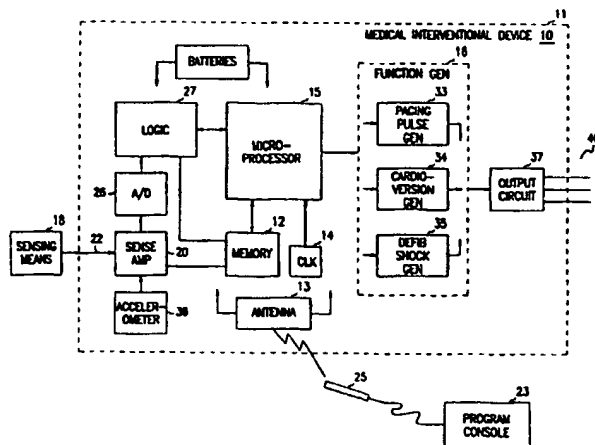 11
MEDICAL INTERVENTIONAL DEVICE 10
16
BATTERIES
27
LOGIC
15
MICRO-
PROCESSOR
FUNCTION GEN
33
PACING
PULSE GEN
34
CARDIO-
VERSION GEN
35
DEFIB
SHOCK GEN
37
OUTPUT
CIRCUIT
40
26
A/D
18
SENSING
MEANS
22
SENSE
AMP
20
12
MEMORY
14
CLK
ACCELER-
OMETER
36
13
ANTENNA
25
23
PROGRAM
CONSOLE